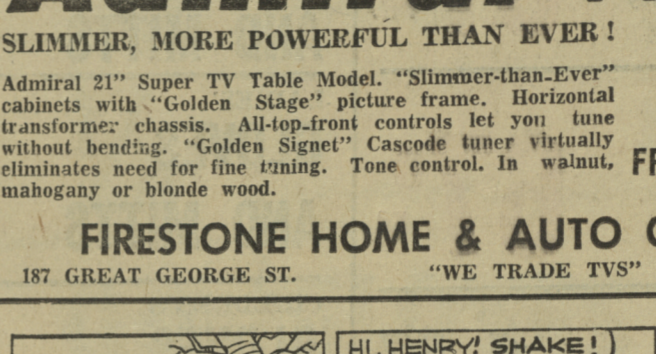 Admiral
SLIMMER, MORE POWERFUL THAN EVER!
Admiral 21" Super TV Table Model. "Slimmer-than-Ever"
cabinets with "Golden Stage" picture frame. Horizontal
transformer chassis. All-top-front controls let you tune
without bending. "Golden Signet" Cascode tuner virtually
eliminates need for fine tuning. Tone control. In walnut,
mahogany or blonde wood.
FIRESTONE HOME & AUTO
187 GREAT GEORGE ST. "WE TRADE TVS"
HI, HENRY! SHAKE!